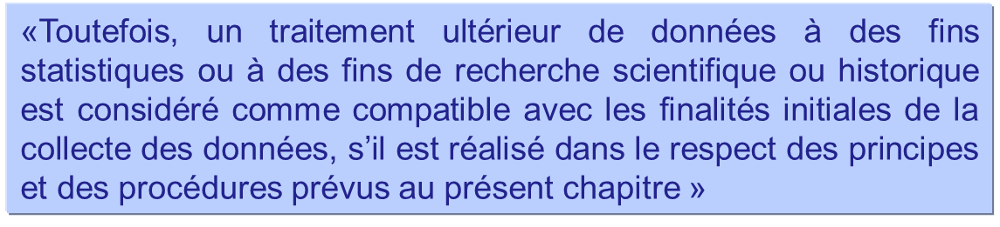 «Toutefois, un traitement ultérieur de données à des fins
statistiques ou à des fins de recherche scientifique ou historique
est considéré comme compatible avec les finalités initiales de la
collecte des données, s’il est réalisé dans le respect des principes
et des procédures prévus au présent chapitre »